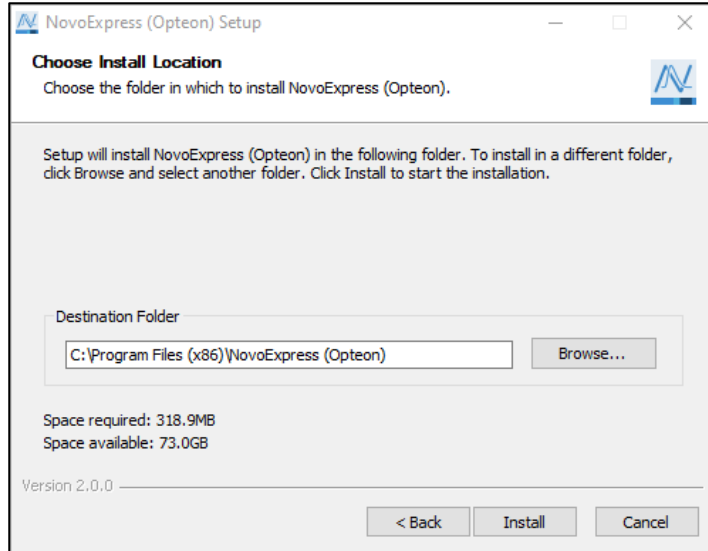 NovoExpress (Opteon) Setup
Choose Install Location
Choose the folder in which to install NovoExpress (Opteon).
Setup will install NovoExpress (Opteon) in the following folder. To install in a different folder,
click Browse and select another folder. Click Install to start the installation.
Destination Folder
C:\Program Files (x86)\NovoExpress (Opteon)
Browse...
Space required: 318.9MB
Space available: 73.0GB
Version 2.0.0
< Back
Install
Cancel